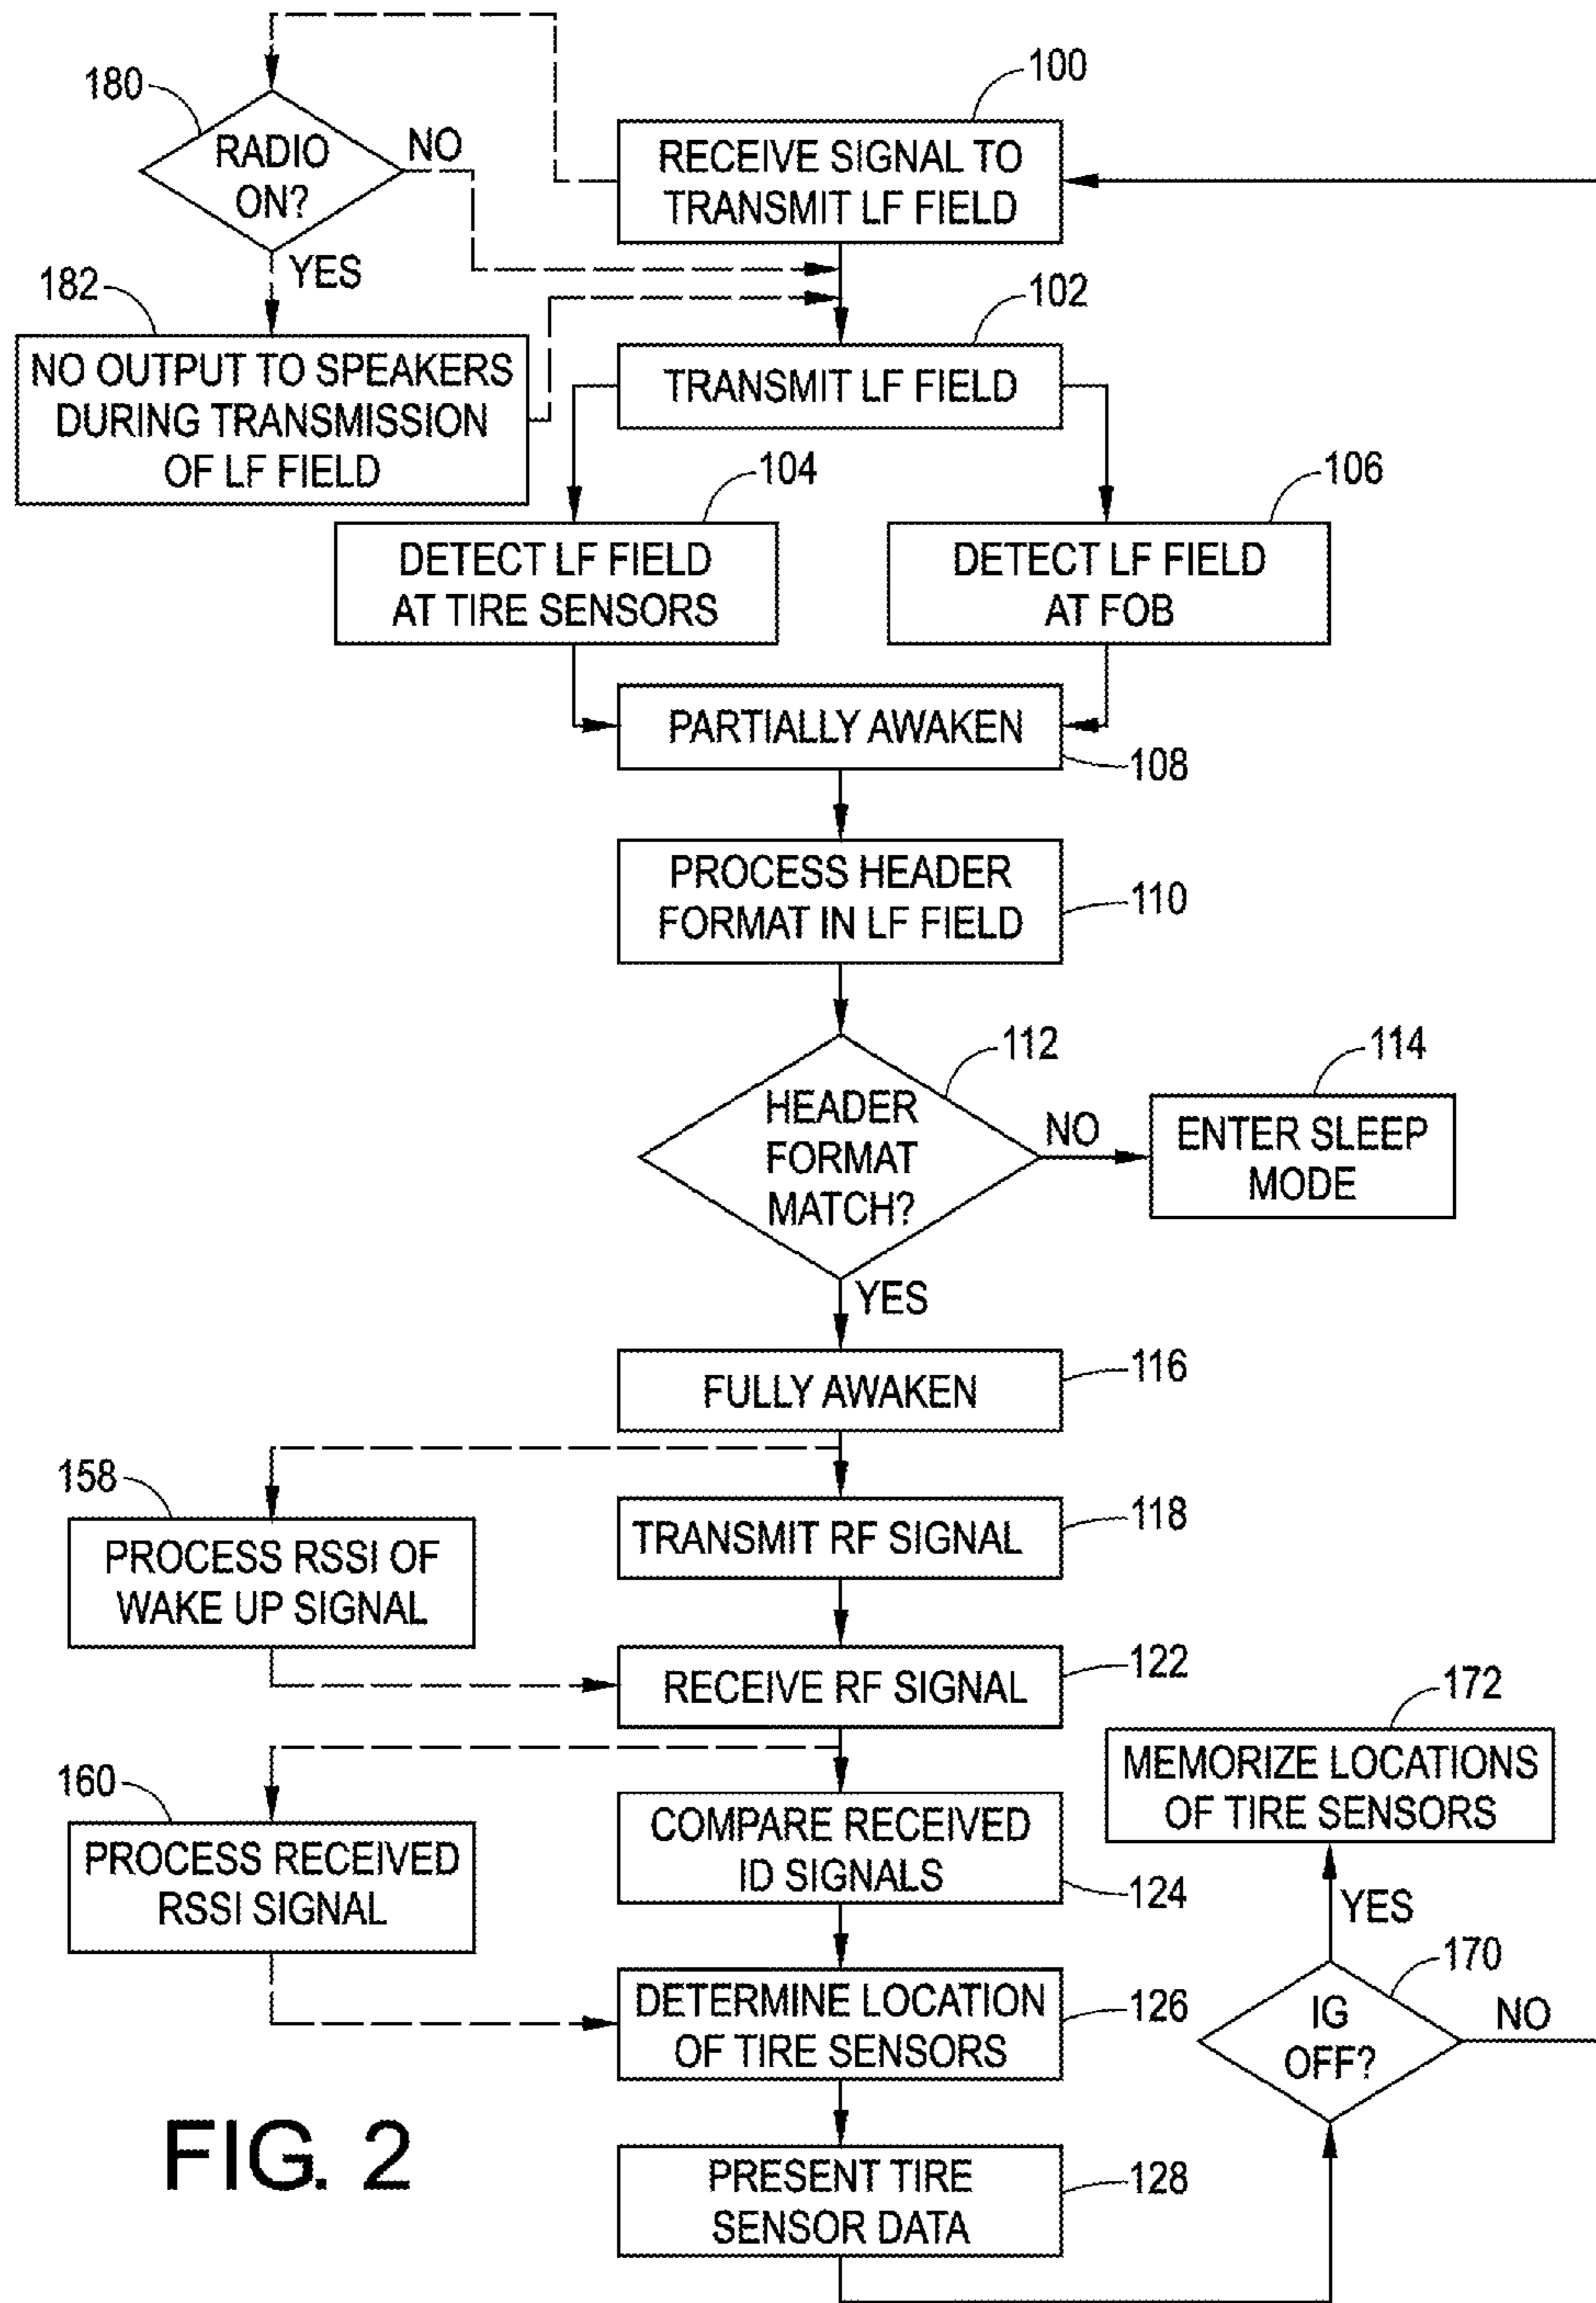 100
180
RADIO
ON?
NO
YES
RECEIVE SIGNAL TO
TRANSMIT LF FIELD
182
NO OUTPUT TO SPEAKERS
DURING TRANSMISSION
OF LF FIELD
102
TRANSMIT LF FIELD
104
DETECT LF FIELD
AT TIRE SENSORS
106
DETECT LF FIELD
AT FOB
PARTIALLY AWAKEN
108
PROCESS HEADER
FORMAT IN LF FIELD
110
112
HEADER
FORMAT
MATCH?
NO
114
ENTER SLEEP
MODE
YES
FULLY AWAKEN
116
158
PROCESS RSSI OF
WAKE UP SIGNAL
TRANSMIT RF SIGNAL
118
RECEIVE RF SIGNAL
122
160
PROCESS RECEIVED
RSSI SIGNAL
COMPARE RECEIVED
ID SIGNALS
124
172
MEMORIZE LOCATIONS
OF TIRE SENSORS
YES
170
IG
OFF?
NO
DETERMINE LOCATION
OF TIRE SENSORS
126
PRESENT TIRE
SENSOR DATA
128
FIG. 2